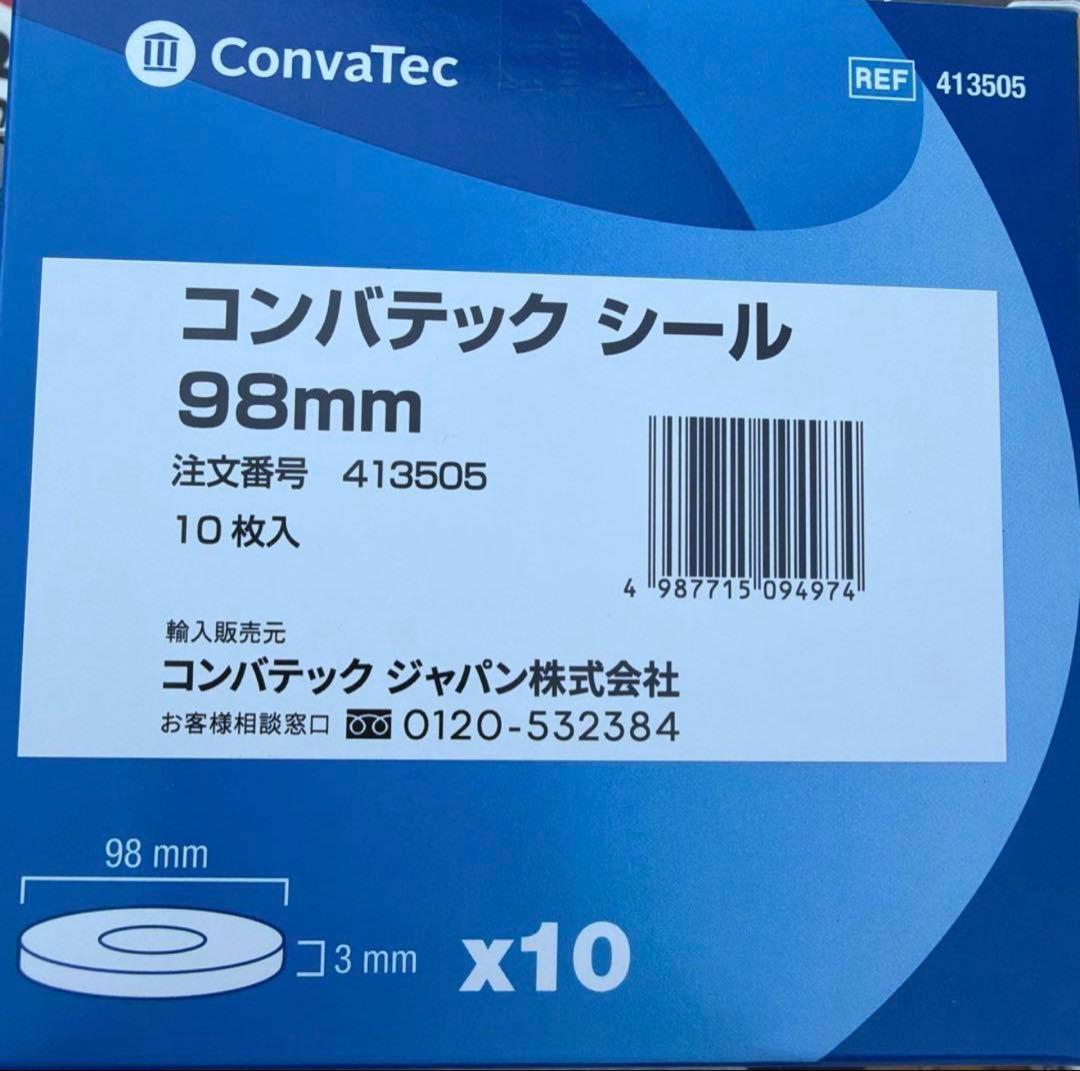 ConvaTec
REF 413505
コンバテック シール
98mm
注文番号 413505
10枚入
4 987715 094974
輸入販売元
コンバテック ジャパン株式会社
お客様相談窓口 0120-532384
98 mm
3 mm
x10